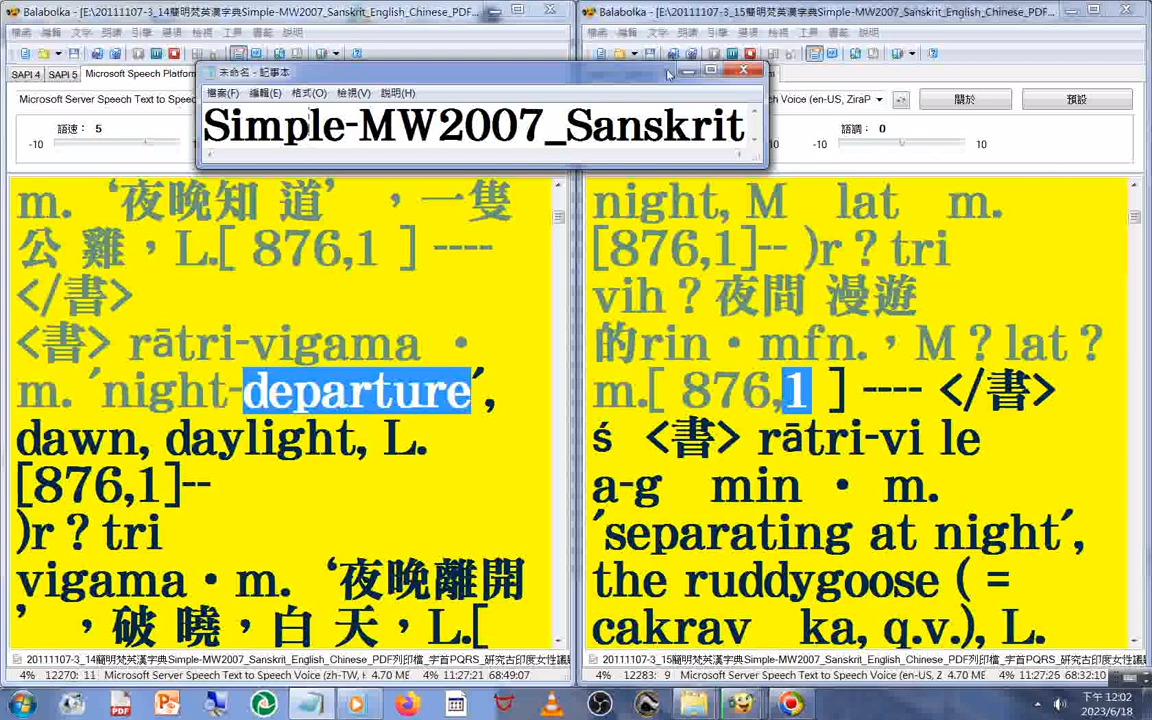 Balabolka - [E:\20111107-3_14簡明梵英漢字典Simple-MW2007_Sanskrit_English_Chinese_PDF...
Balabolka - [E:\20111107-3_15簡明梵英漢字典Simple-MW2007_Sanskrit_English_Chinese_PDF...
SAPI 4 SAPI 5 Microsoft Speech Platform
未命名 - 記事本
檔案(F) 編輯(E) 格式(O) 檢視(V) 說明(H)
Simple-MW2007_Sanskrit
Microsoft Server Speech Text to Spee
語速： 5
-10
Voice (en-US, ZiraP
關於
預設
語調： 0
-10 10
m.‘夜晚知 道’ ，一隻
公 雞，L.[ 876,1 ] ----
</書>
<書> rātri-vigama •
m. ´night-departure´,
dawn, daylight, L.
[876,1]--
)r？tri
vigama•m.‘夜晚離開
’ ，破 曉，白 天，L.[
night, M lat m.
[876,1]-- )r？tri
vih？夜間 漫遊
的rin•mfn.，M？lat？
m.[ 876,1 ] ---- </書>
ś <書> rātri-vi le
a-g min • m.
´separating at night´,
the ruddygoose ( =
cakrav ka, q.v.), L.
20111107-3_14簡明梵英漢字典Simple-MW2007_Sanskrit_English_Chinese_PDF列印檔_字首PQRS_研究古印度女性議
4% 12270: 11 Microsoft Server Speech Text to Speech Voice (zh-TW, H 4.70 ME 11:27:21 68:49:07
20111107-3_15簡明梵英漢字典Simple-MW2007_Sanskrit_English_Chinese_PDF列印檔_字首PQRS_研究古印度女性議
4% 12283: 9 Microsoft Server Speech Text to Speech Voice (en-US, Z 4.70 ME 11:27:25 68:32:10
下午 12:02
2023/6/18